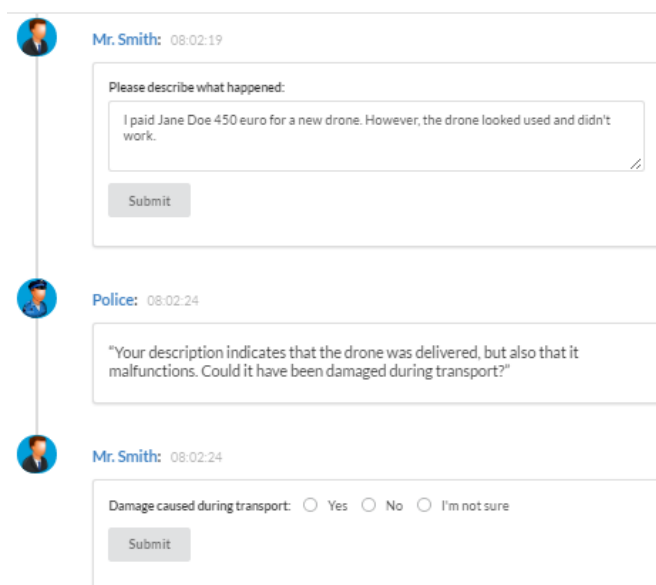 Mr. Smith: 08:02:19
Please describe what happened:
I paid Jane Doe 450 euro for a new drone. However, the drone looked used and didn't
work.
Submit
Police: 08:02:24
“Your description indicates that the drone was delivered, but also that it
malfunctions. Could it have been damaged during transport?”
Mr. Smith: 08:02:24
Damage caused during transport: Yes No I'm not sure
Submit